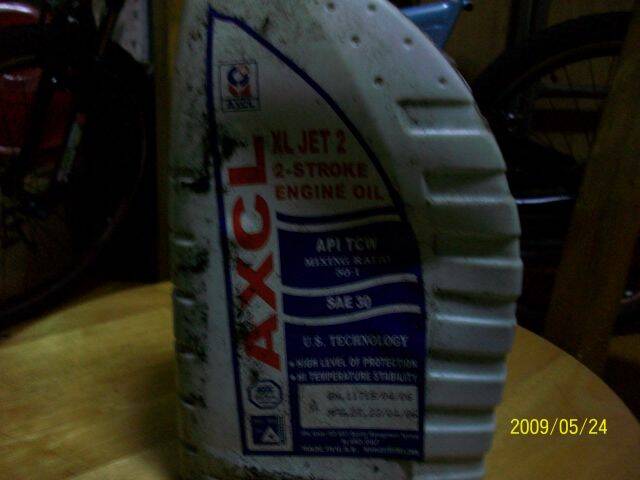 AXCL
AXCL
XL JET 2
2-STROKE
ENGINE OIL
API TCW
MIXING RATIO
50:1
SAE 30
U.S. TECHNOLOGY
HIGH LEVEL OF PROTECTION
HI TEMPERATURE STABILITY
2009/05/24